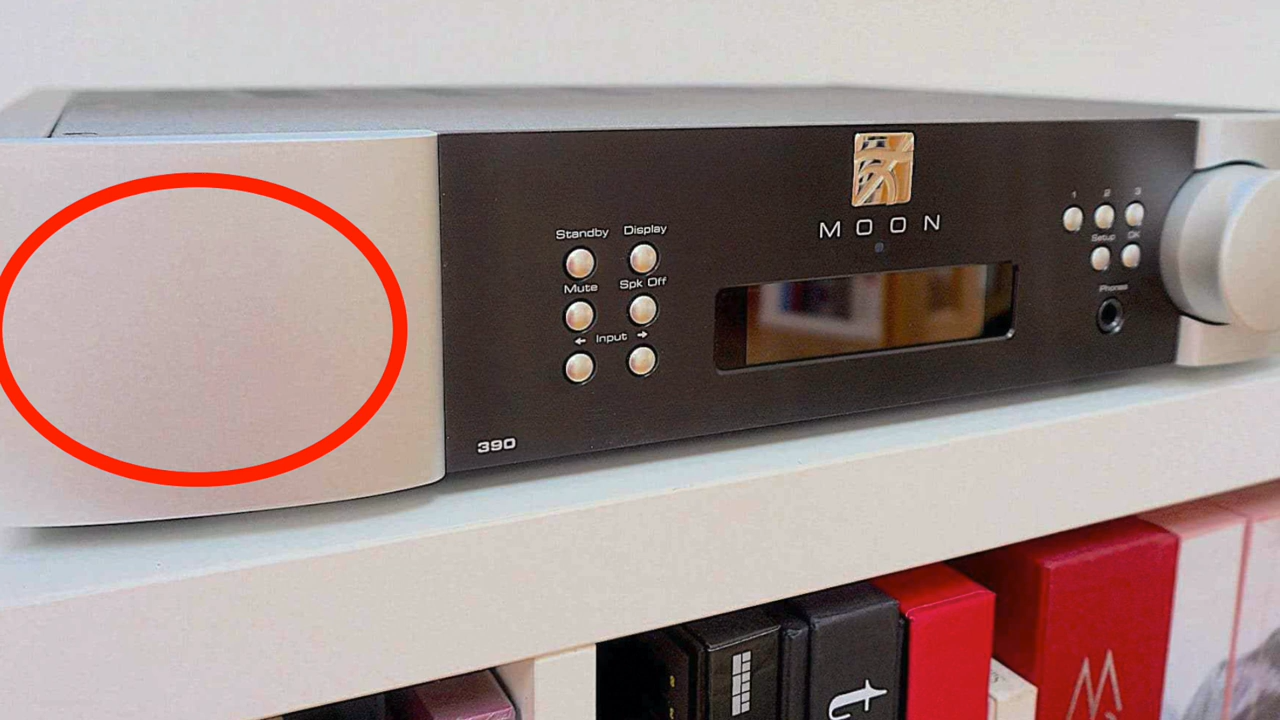 MOON
Standby Display
Mute Spk Off
← Input →
390
1 2 3
Setup OK
Phones
t
M